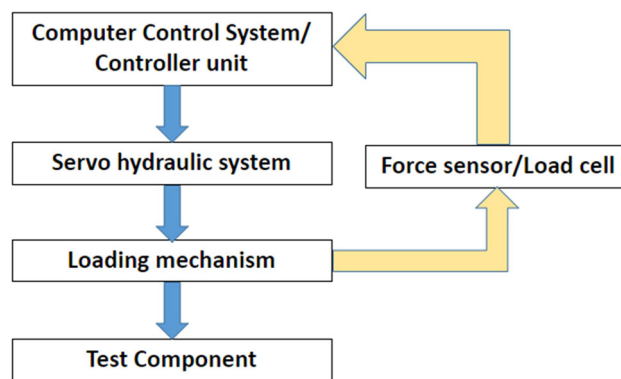 Computer Control System/
Controller unit
Servo hydraulic system
Force sensor/Load cell
Loading mechanism
Test Component